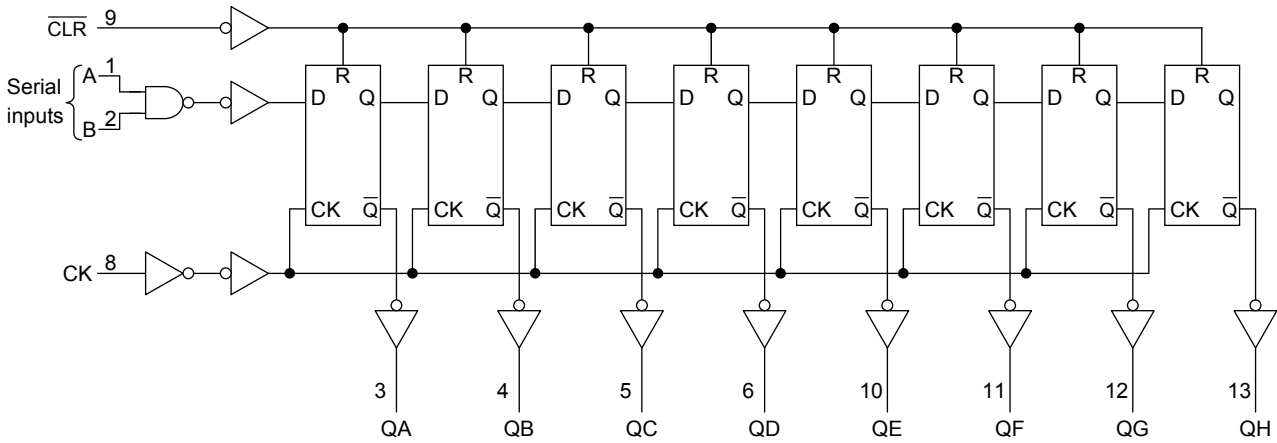 C̅L̅R̅ 9
R R R R R R R R
Serial inputs
A 1
B 2
D Q D Q D Q D Q D Q D Q D Q D Q
CK Q̅ CK Q̅ CK Q̅ CK Q̅ CK Q̅ CK Q̅ CK Q̅ CK Q̅
CK 8
3 4 5 6 10 11 12 13
QA QB QC QD QE QF QG QH